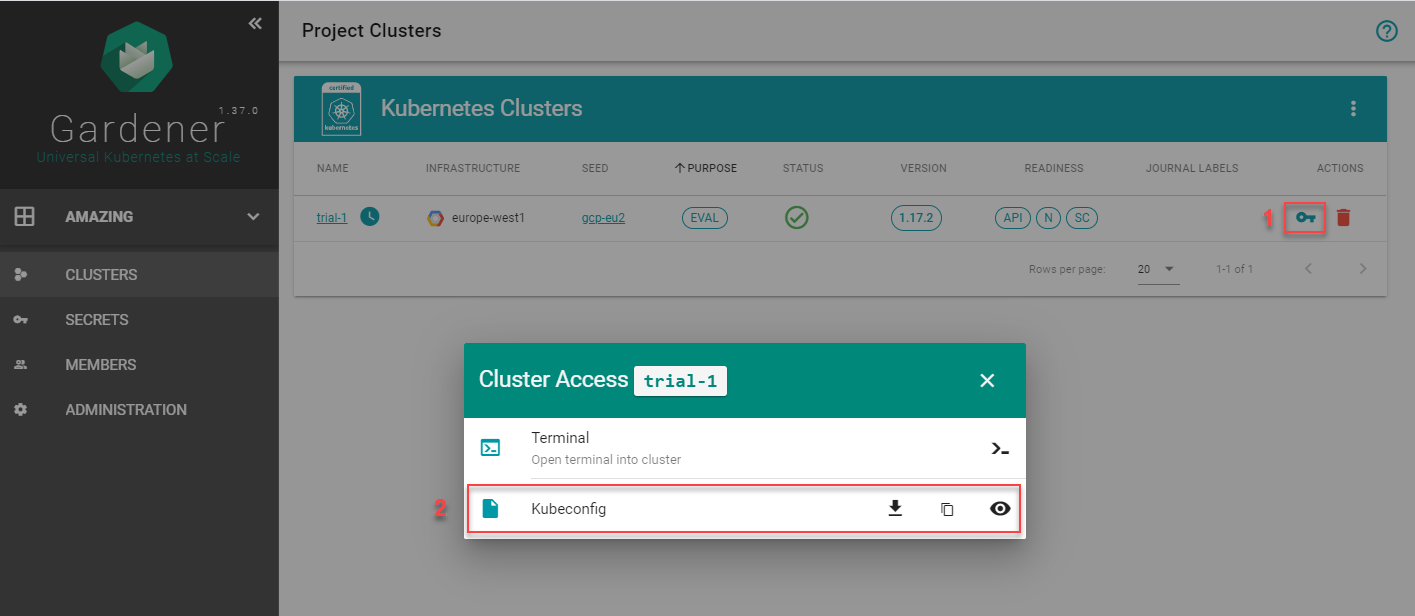 Project Clusters
1.37.0
Gardener
Universal Kubernetes at Scale
AMAZING
CLUSTERS
SECRETS
MEMBERS
ADMINISTRATION
certified
kubernetes
Kubernetes Clusters
NAME INFRASTRUCTURE SEED PURPOSE STATUS VERSION READINESS JOURNAL LABELS ACTIONS
trial-1 europe-west1 gcp-eu2 EVAL 1.17.2 API N SC 1
Rows per page: 20 1-1 of 1
Cluster Access trial-1
Terminal
Open terminal into cluster
2 Kubeconfig